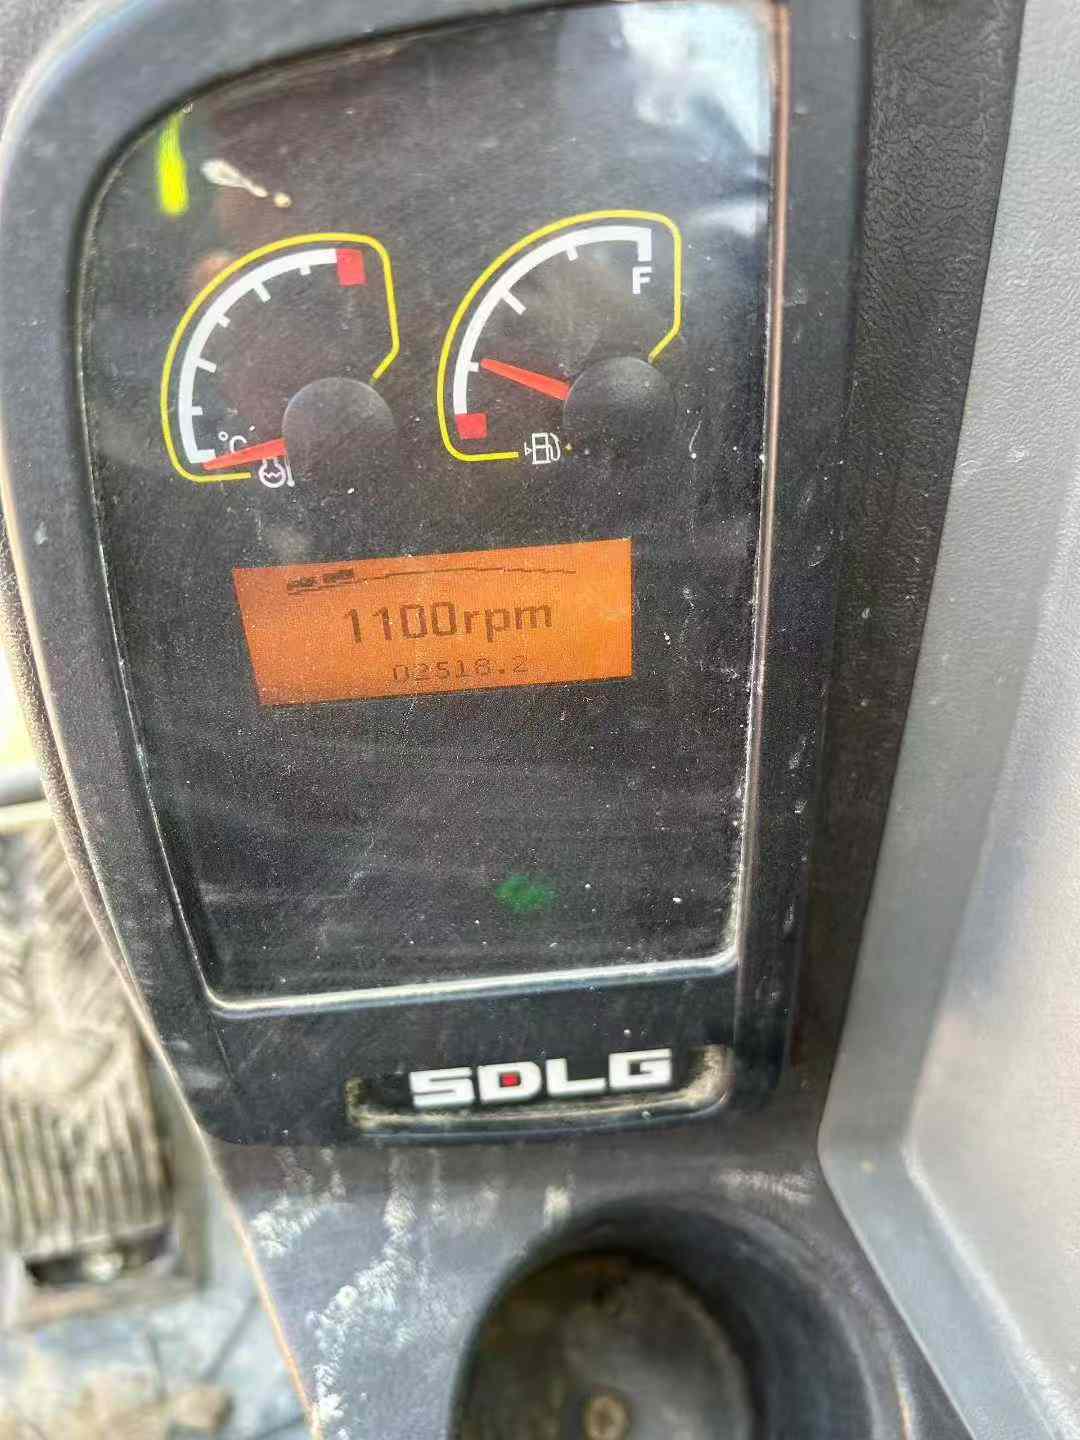 F
°C
1100rpm
02518.2
SDLG